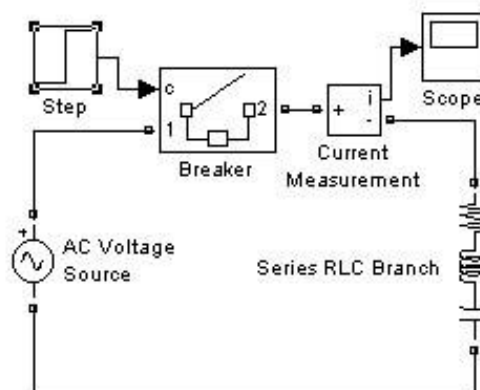 Step
c
1
2
Breaker
+
i
-
Current
Measurement
Scope
+
AC Voltage
Source
Series RLC Branch